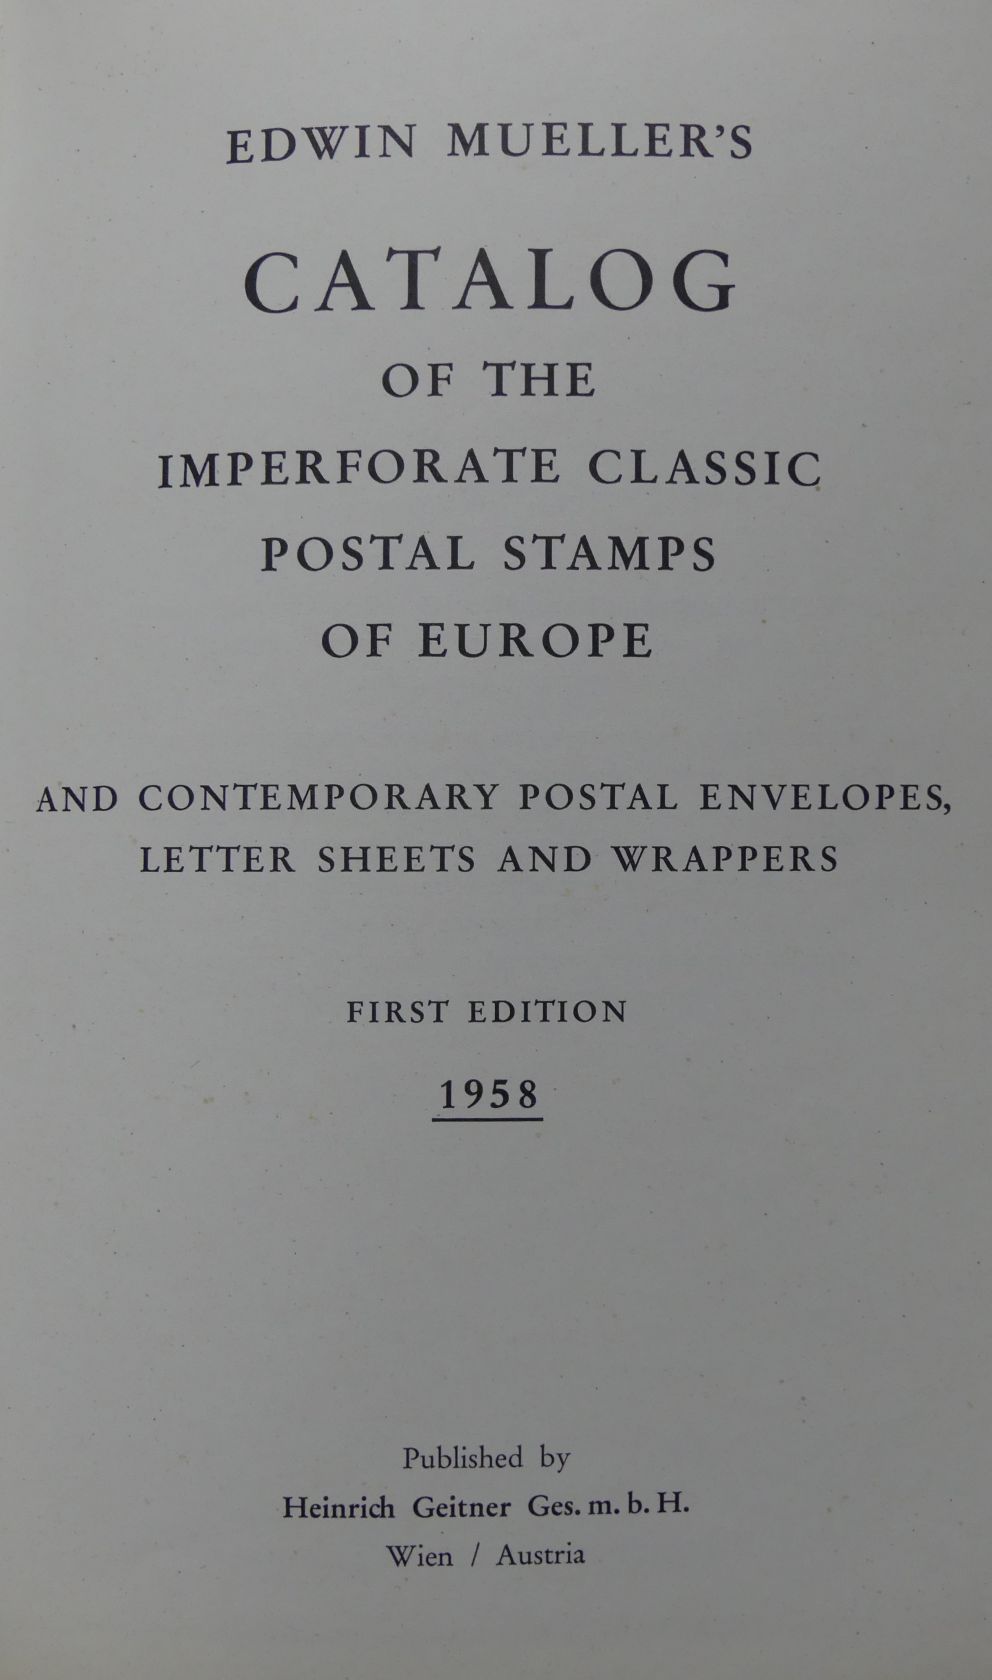 EDWIN MUELLER’S
CATALOG
OF THE
IMPERFORATE CLASSIC
POSTAL STAMPS
OF EUROPE
AND CONTEMPORARY POSTAL ENVELOPES,
LETTER SHEETS AND WRAPPERS
FIRST EDITION
1958
Published by
Heinrich Geitner Ges. m. b. H.
Wien / Austria